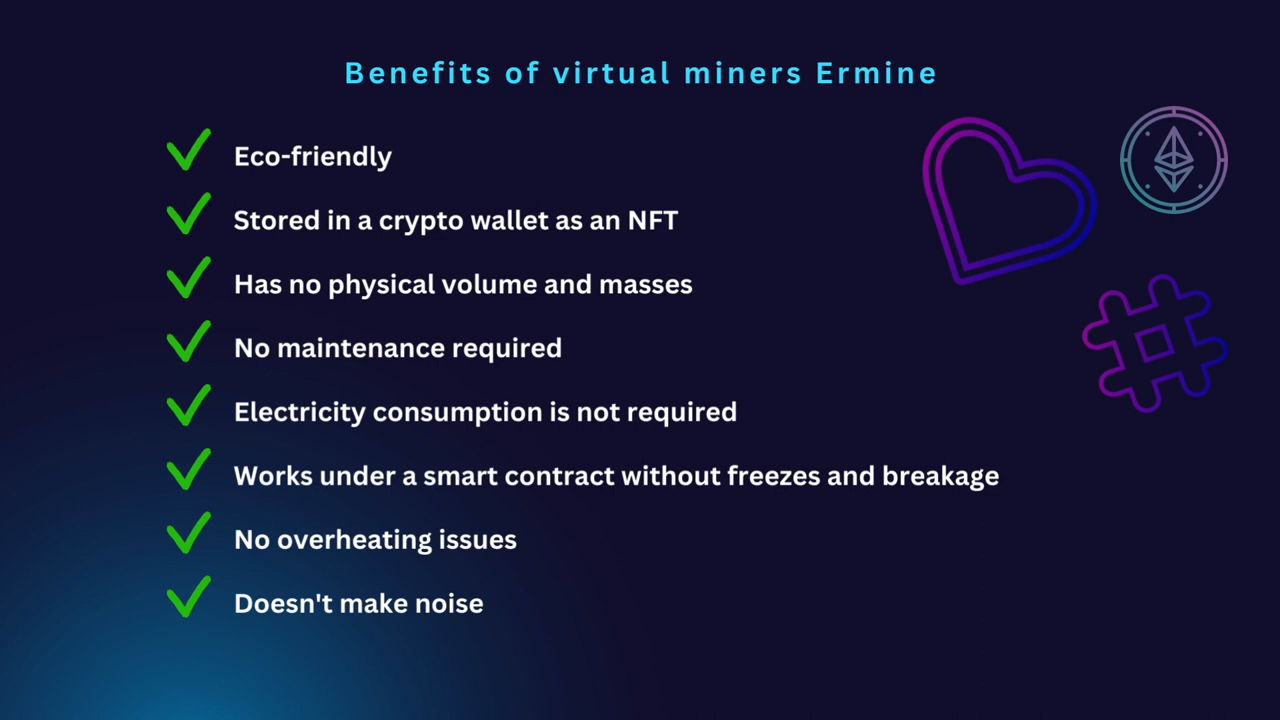 Benefits of virtual miners Ermine
Eco-friendly
Stored in a crypto wallet as an NFT
Has no physical volume and masses
No maintenance required
Electricity consumption is not required
Works under a smart contract without freezes and breakage
No overheating issues
Doesn't make noise